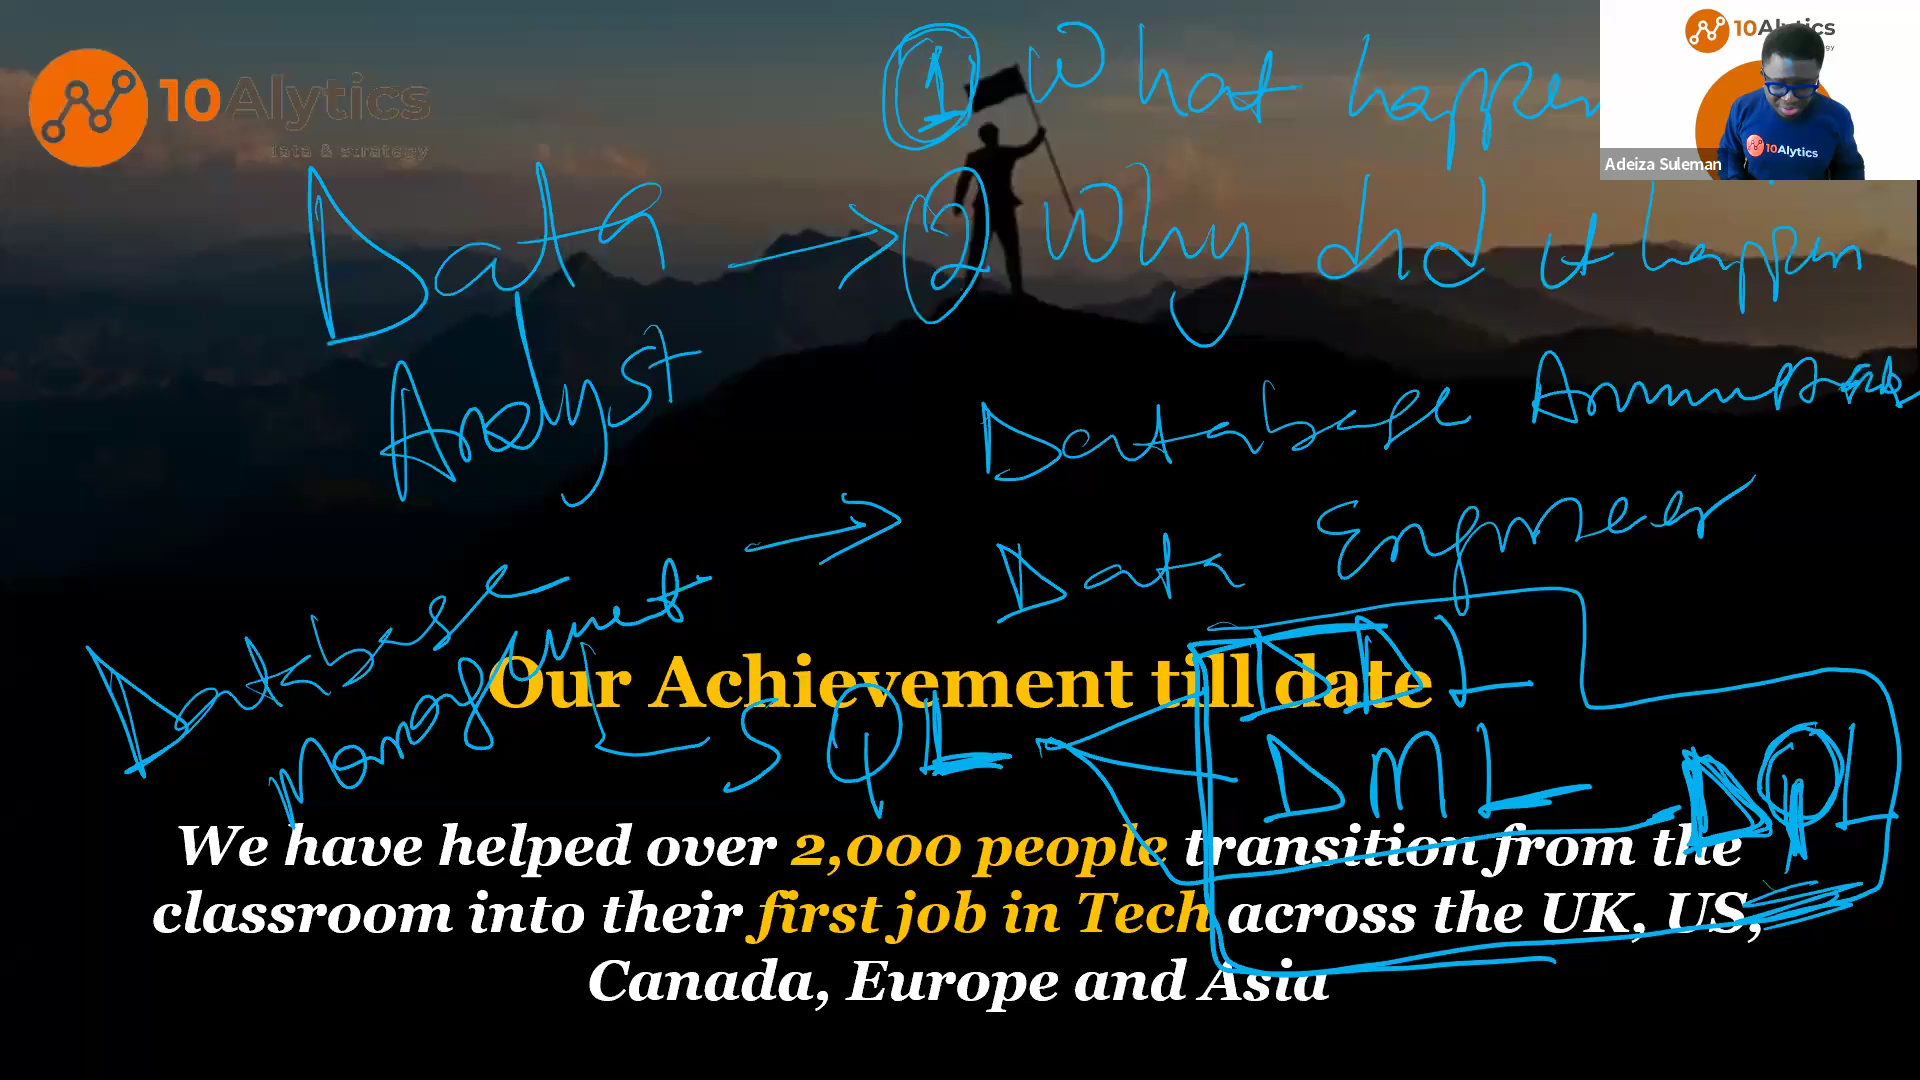 10Alytics
data & strategy
10Alytics
Adeiza Suleman
10Alytics
① What happen
Data → ② Why did it happen
Analyst
Database
Data Engineer
Database Management →
SQL
DDL
DML
DQL
Our Achievement till date
We have helped over 2,000 people transition from the
classroom into their first job in Tech across the UK, US,
Canada, Europe and Asia